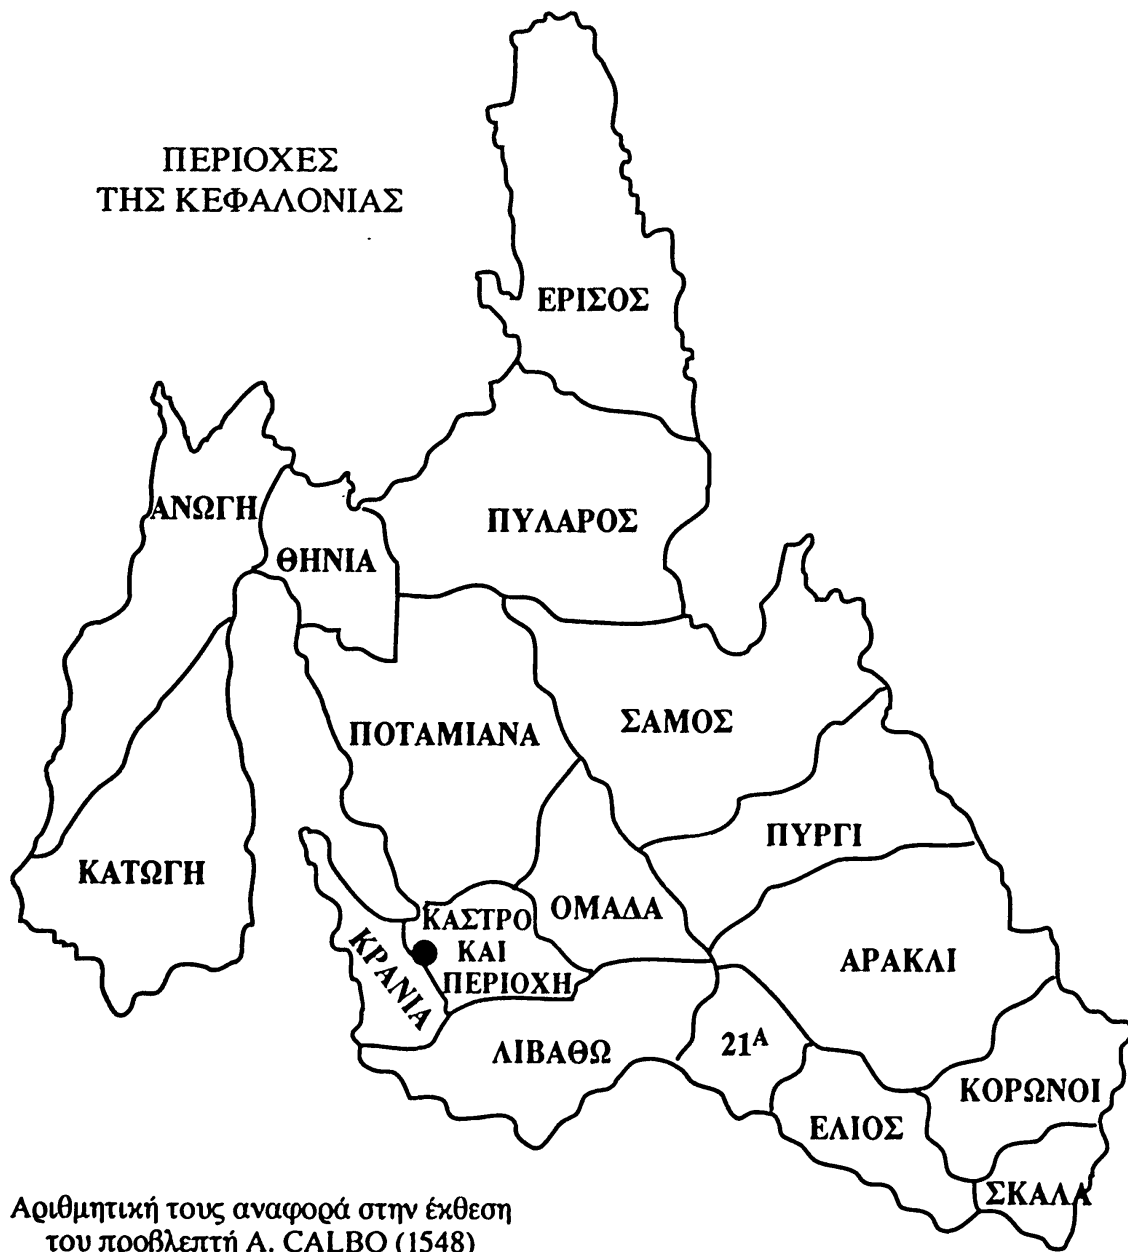 ΠΕΡΙΟΧΕΣ
ΤΗΣ ΚΕΦΑΛΟΝΙΑΣ
ΕΡΙΣΟΣ
ΑΝΩΓΗ
ΘΗΝΙΑ
ΠΥΛΑΡΟΣ
ΠΟΤΑΜΙΑΝΑ
ΣΑΜΟΣ
ΠΥΡΓΙ
ΚΑΤΩΓΗ
ΚΡΑΝΙΑ
ΚΑΣΤΡΟ
ΚΑΙ
ΠΕΡΙΟΧΗ
ΟΜΑΔΑ
ΑΡΑΚΛΙ
ΛΙΒΑΘΩ
21Α
ΚΟΡΩΝΟΙ
ΕΛΙΟΣ
ΣΚΑΛΑ
Αριθμητική τους αναφορά στην έκθεση
του προβλεπτή Α. CALBO (1548)